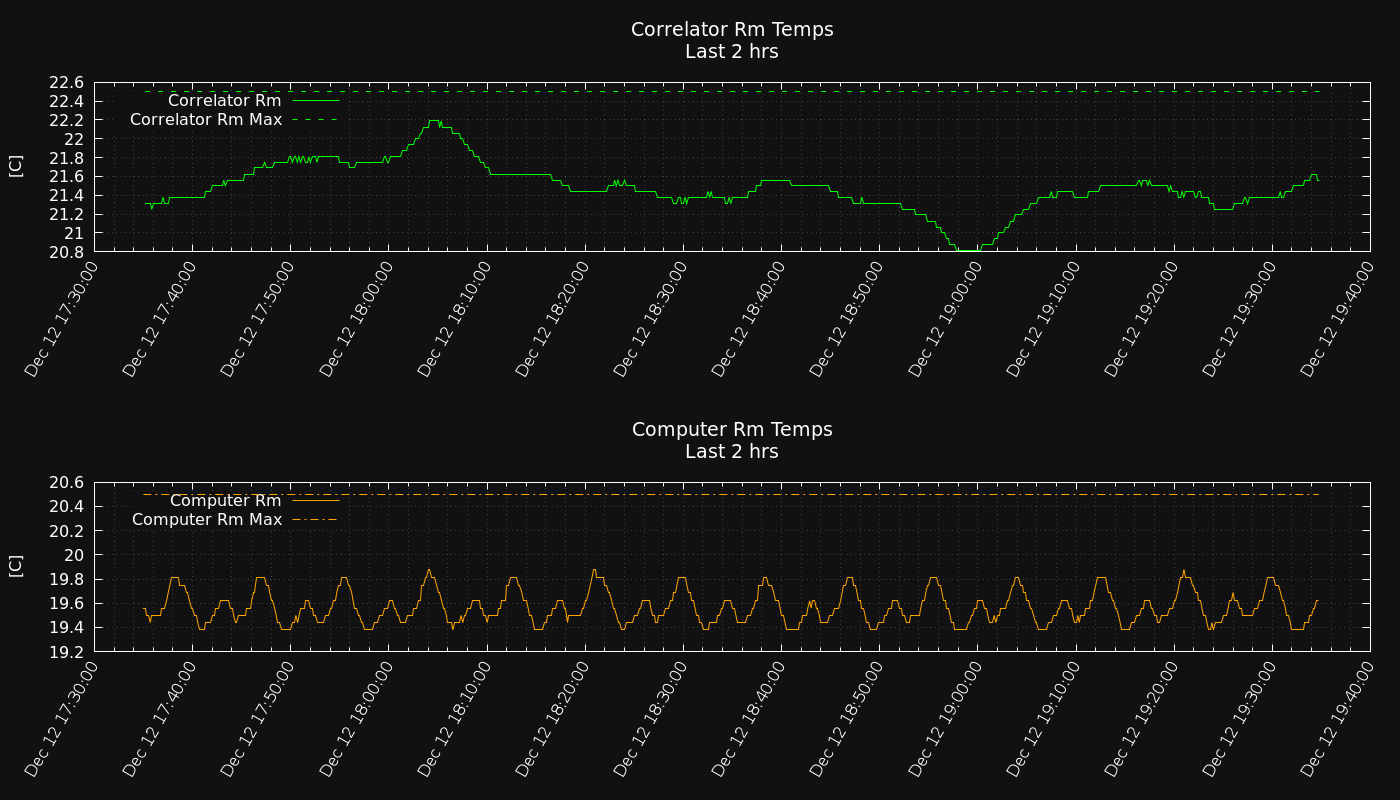 Correlator Rm Temps
Last 2 hrs
[C]
22.6
22.4
22.2
22
21.8
21.6
21.4
21.2
21
20.8
Correlator Rm
Correlator Rm Max
Dec 12 17:30:00
Dec 12 17:40:00
Dec 12 17:50:00
Dec 12 18:00:00
Dec 12 18:10:00
Dec 12 18:20:00
Dec 12 18:30:00
Dec 12 18:40:00
Dec 12 18:50:00
Dec 12 19:00:00
Dec 12 19:10:00
Dec 12 19:20:00
Dec 12 19:30:00
Dec 12 19:40:00
Computer Rm Temps
Last 2 hrs
[C]
20.6
20.4
20.2
20
19.8
19.6
19.4
19.2
Computer Rm
Computer Rm Max
Dec 12 17:30:00
Dec 12 17:40:00
Dec 12 17:50:00
Dec 12 18:00:00
Dec 12 18:10:00
Dec 12 18:20:00
Dec 12 18:30:00
Dec 12 18:40:00
Dec 12 18:50:00
Dec 12 19:00:00
Dec 12 19:10:00
Dec 12 19:20:00
Dec 12 19:30:00
Dec 12 19:40:00